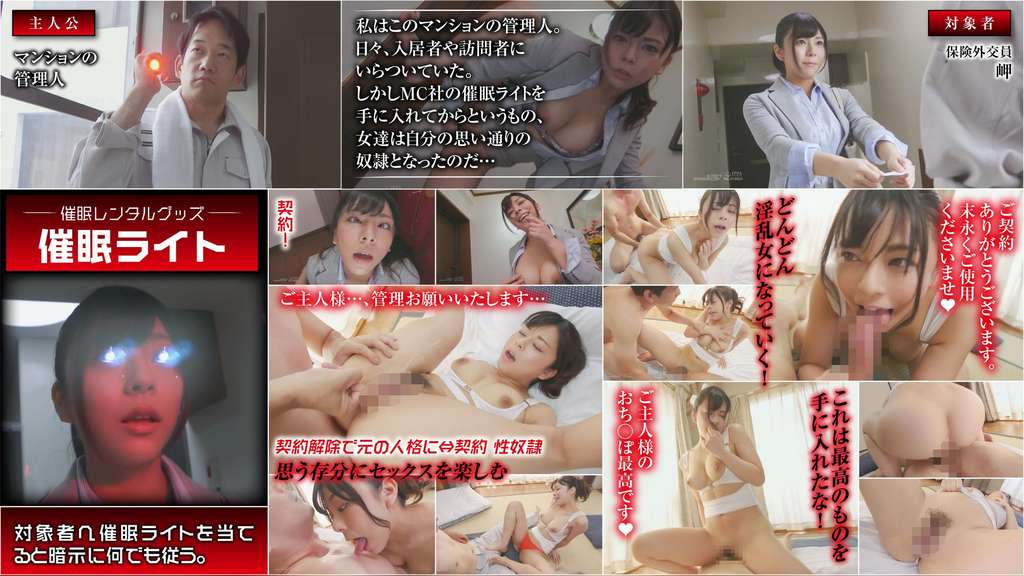 主人公
マンションの
管理人
私はこのマンションの管理人。
日々、入居者や訪問者に
いらついていた。
しかしMC社の催眠ライトを
手に入れてからというもの、
女達は自分の思い通りの
奴隷となったのだ…
対象者
保険外交員
岬
催眠レンタルグッズ
催眠ライト
対象者へ催眠ライトを当て
ると暗示に何でも従う。
契約!
ご主人様…、管理お願いいたします…
契約解除で元の人格に⇔契約 性奴隷
思う存分にセックスを楽しむ
どんどん
淫乱女になっていく!
ご契約
ありがとうございます。
末永くご使用
くださいませ♥
ご主人様の
おち〇ぽ最高です♥
これは最高のものを
手に入れたな!